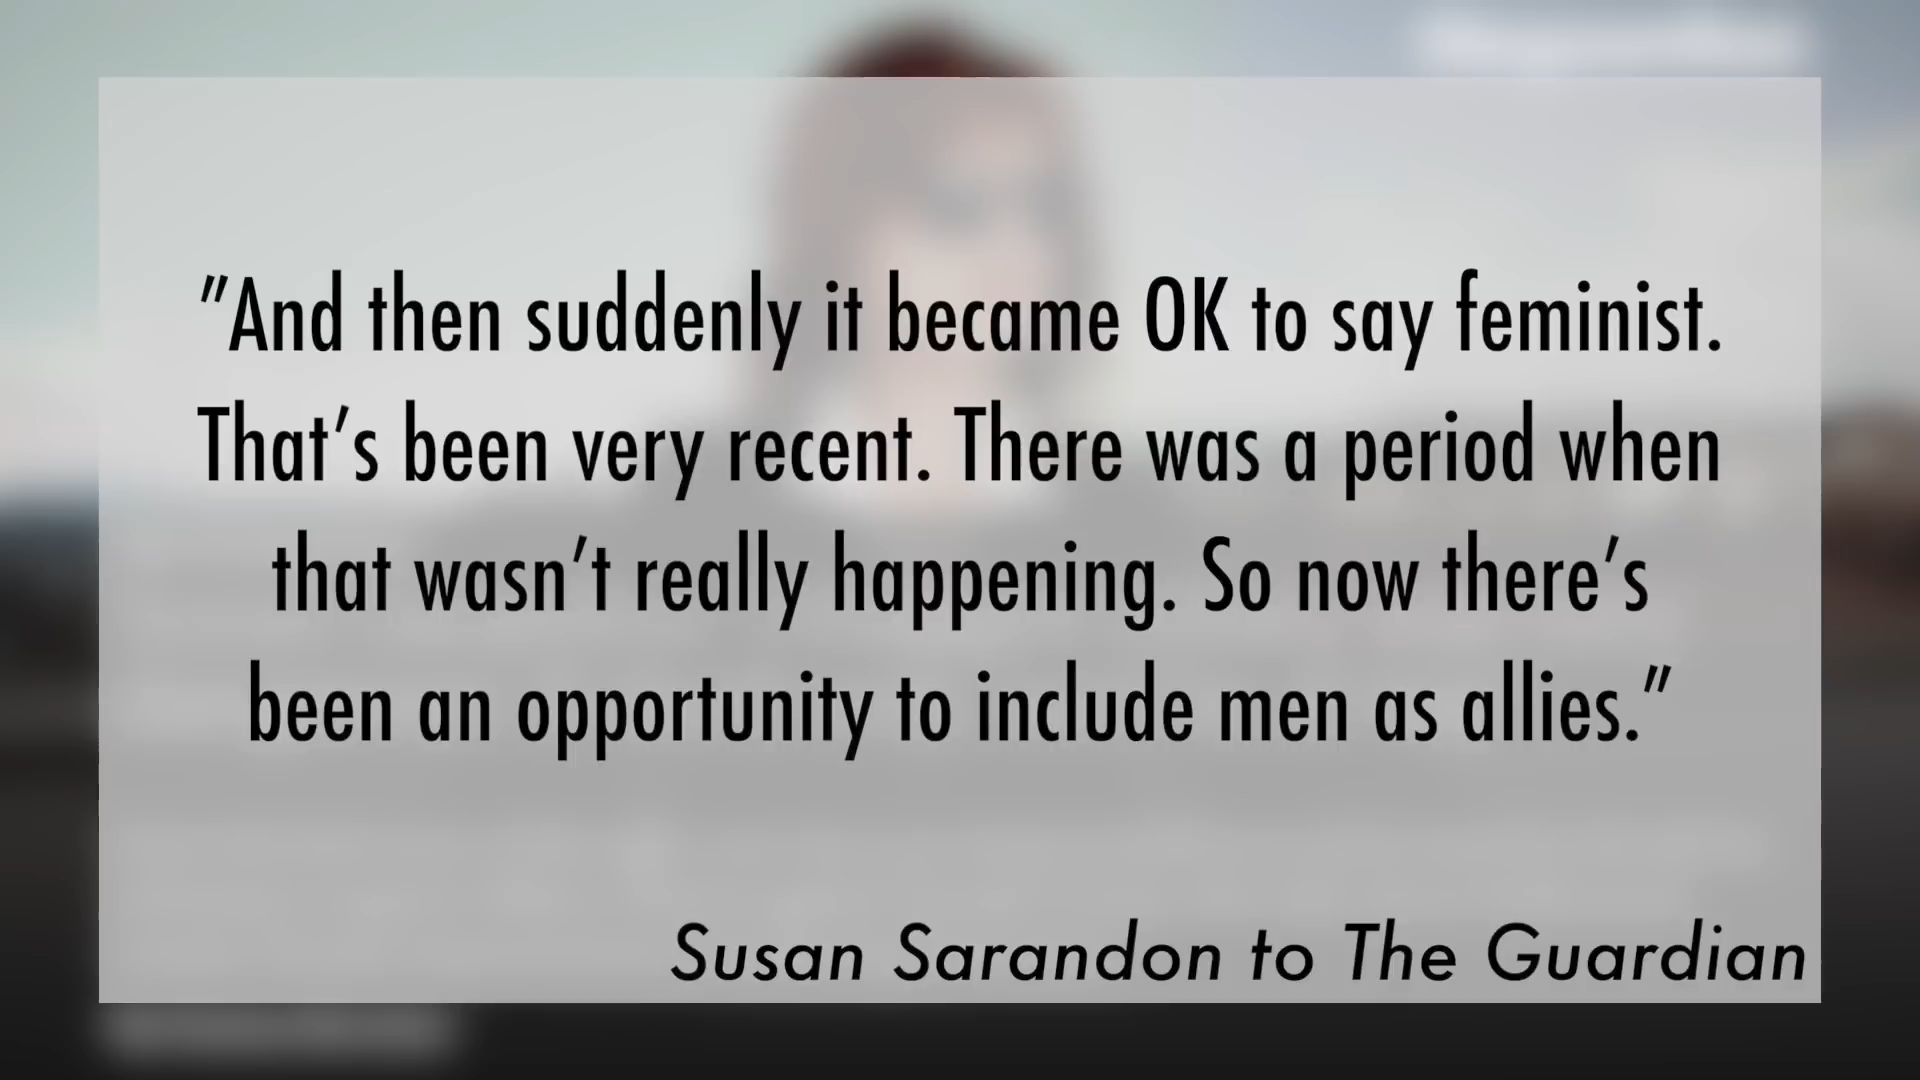 "And then suddenly it became OK to say feminist.
That's been very recent. There was a period when
that wasn't really happening. So now there's
been an opportunity to include men as allies."
Susan Sarandon to The Guardian